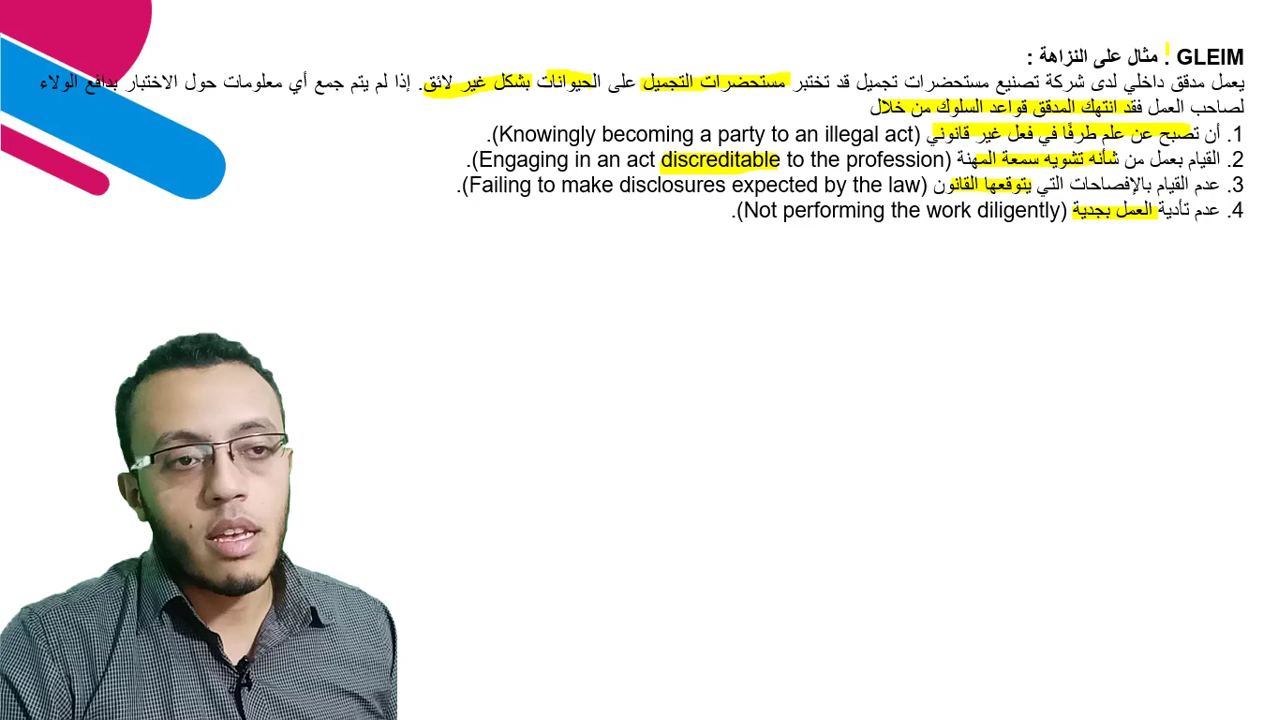 GLEIM . مثال على النزاهة :
يعمل مدقق داخلي لدى شركة تصنيع مستحضرات تجميل قد تختبر مستحضرات التجميل على الحيوانات بشكل غير لائق. إذا لم يتم جمع أي معلومات حول الاختبار بدافع الولاء
لصاحب العمل فقد انتهك المدقق قواعد السلوك من خلال
1. أن تصبح عن علم طرفًا في فعل غير قانوني (Knowingly becoming a party to an illegal act).
2. القيام بعمل من شأنه تشويه سمعة المهنة (Engaging in an act discreditable to the profession).
3. عدم القيام بالإفصاحات التي يتوقعها القانون (Failing to make disclosures expected by the law).
4. عدم تأدية العمل بجدية (Not performing the work diligently).